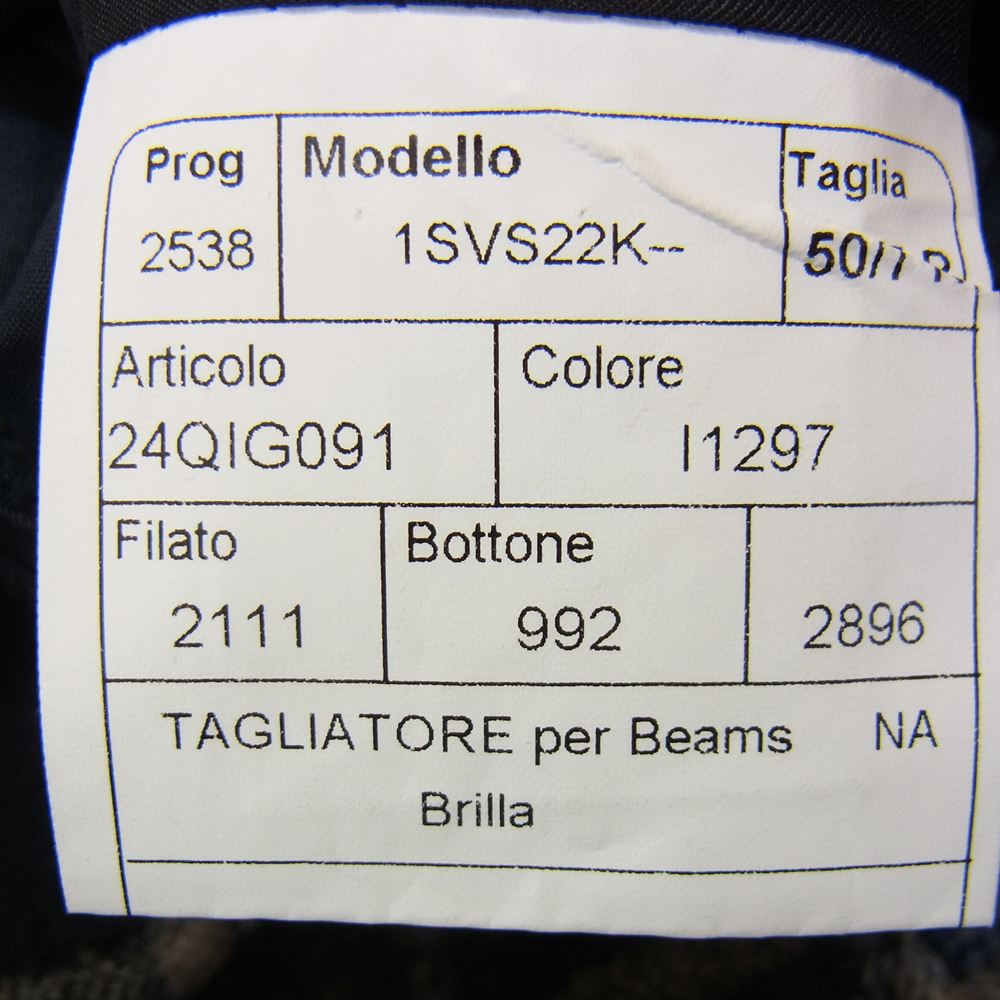 Prog Modello Taglia
2538 1SVS22K-- 50/
Articolo Colore
24QIG091 I1297
Filato Bottone
2111 992 2896
TAGLIATORE per Beams NA
Brilla